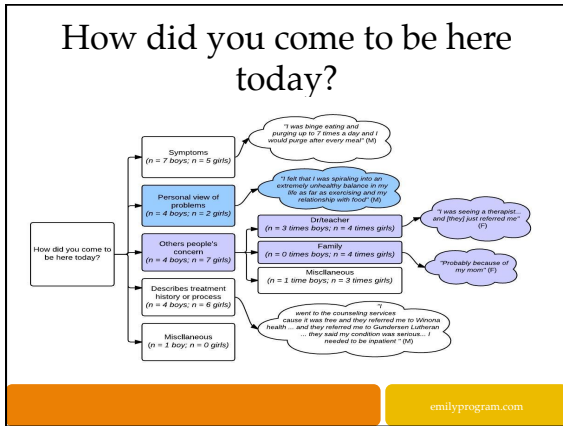 How did you come to be here
today?
Symptoms
(n = 7 boys; n = 5 girls)
"I was binge eating and
purging up to 7 times a day and I
would purge after every meal" (M)
Personal view of
problems
(n = 4 boys; n = 2 girls)
"I felt that I was spiraling into an
extremely unhealthy balance in my
life as far as exercising and my
relationship with food" (M)
How did you come to
be here today?
Others people's
concern
(n = 4 boys; n = 7 girls)
Dr/teacher
(n = 3 times boys; n = 4 times girls)
"I was seeing a therapist...
and [they] just referred me"
(F)
Family
(n = 0 times boys; n = 4 times girls)
"Probably because of
my mom" (F)
Miscllaneous
(n = 1 time boys; n = 3 times girls)
Describes treatment
history or process
(n = 4 boys; n = 6 girls)
"I
went to the counseling services
cause it was free and they referred me to Winona
health ... and they referred me to Gundersen Lutheran
... they said my condition was serious... I
needed to be inpatient " (M)
Miscllaneous
(n = 1 boy; n = 0 girls)
emilyprogram.com